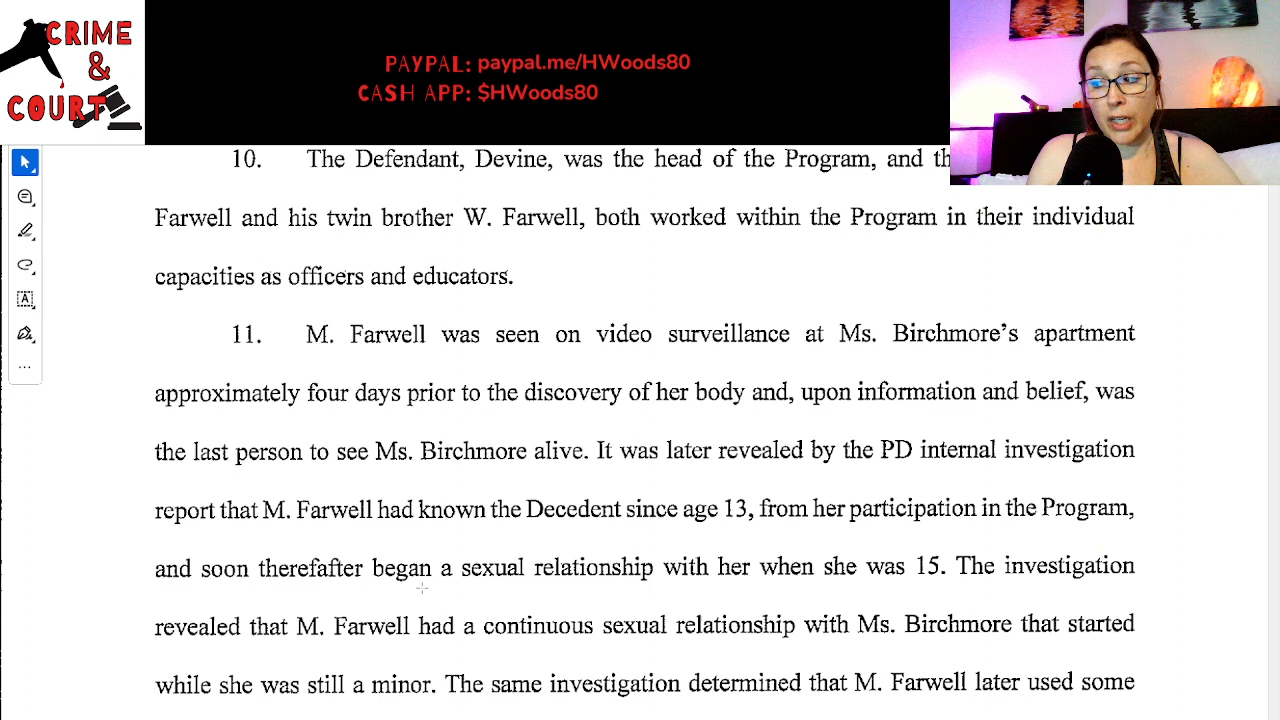 CRIME
&
COURT
PAYPAL: paypal.me/HWoods80
CASH APP: $HWoods80
10. The Defendant, Devine, was the head of the Program, and
Farwell and his twin brother W. Farwell, both worked within the Program in their individual
capacities as officers and educators.
11. M. Farwell was seen on video surveillance at Ms. Birchmore's apartment
approximately four days prior to the discovery of her body and, upon information and belief, was
the last person to see Ms. Birchmore alive. It was later revealed by the PD internal investigation
report that M. Farwell had known the Decedent since age 13, from her participation in the Program,
and soon therefafter began a sexual relationship with her when she was 15. The investigation
revealed that M. Farwell had a continuous sexual relationship with Ms. Birchmore that started
while she was still a minor. The same investigation determined that M. Farwell later used some